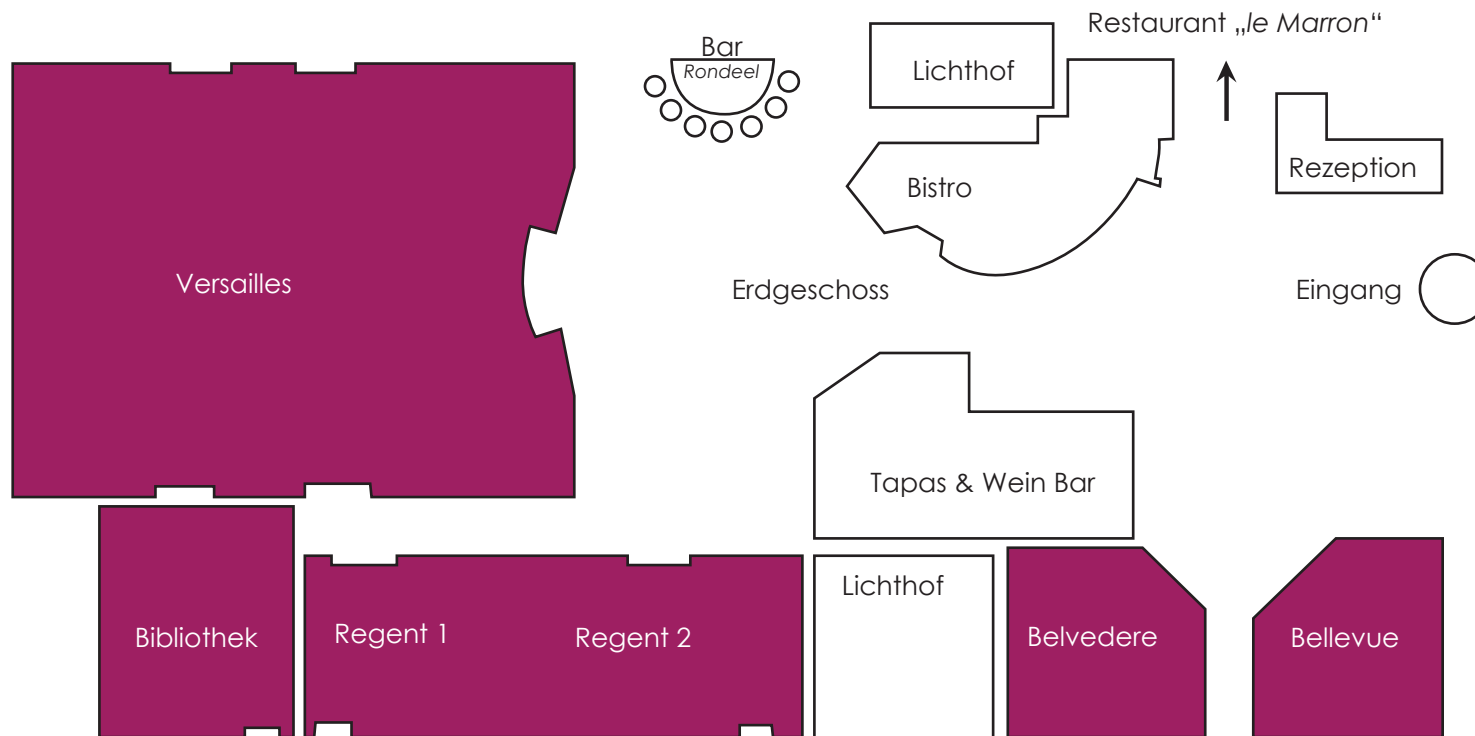 Restaurant „le Marron“
Bar
Rondeel
Lichthof
Rezeption
Bistro
Versailles
Erdgeschoss
Eingang
Tapas & Wein Bar
Lichthof
Bibliothek
Regent 1
Regent 2
Belvedere
Bellevue